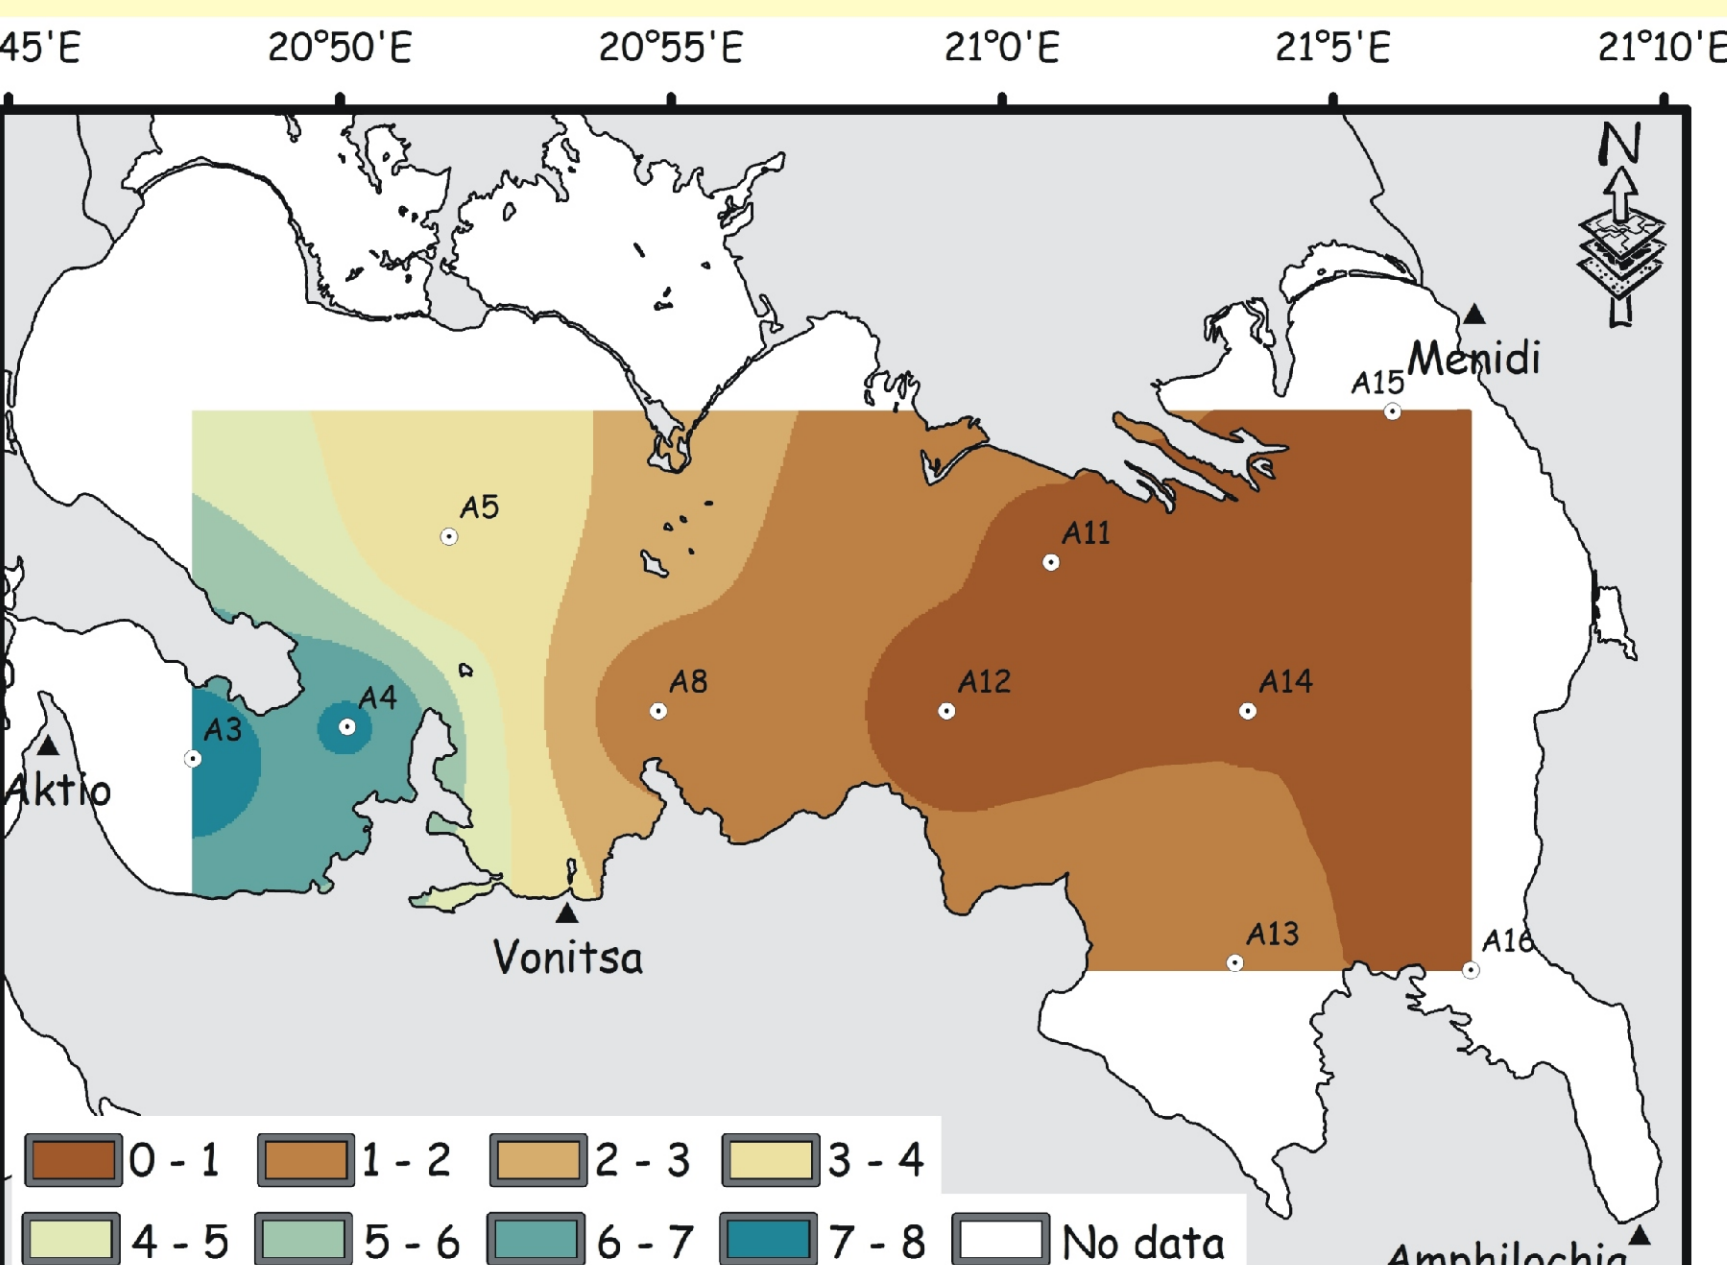 45'E 20°50'E 20°55'E 21°0'E 21°5'E 21°10'E
N
Menidi
A15
A5
A11
A8
A12
A14
A4
A3
Aktio
A13
A16
Vonitsa
0 - 1 1 - 2 2 - 3 3 - 4
4 - 5 5 - 6 6 - 7 7 - 8 No data
Amphilochia